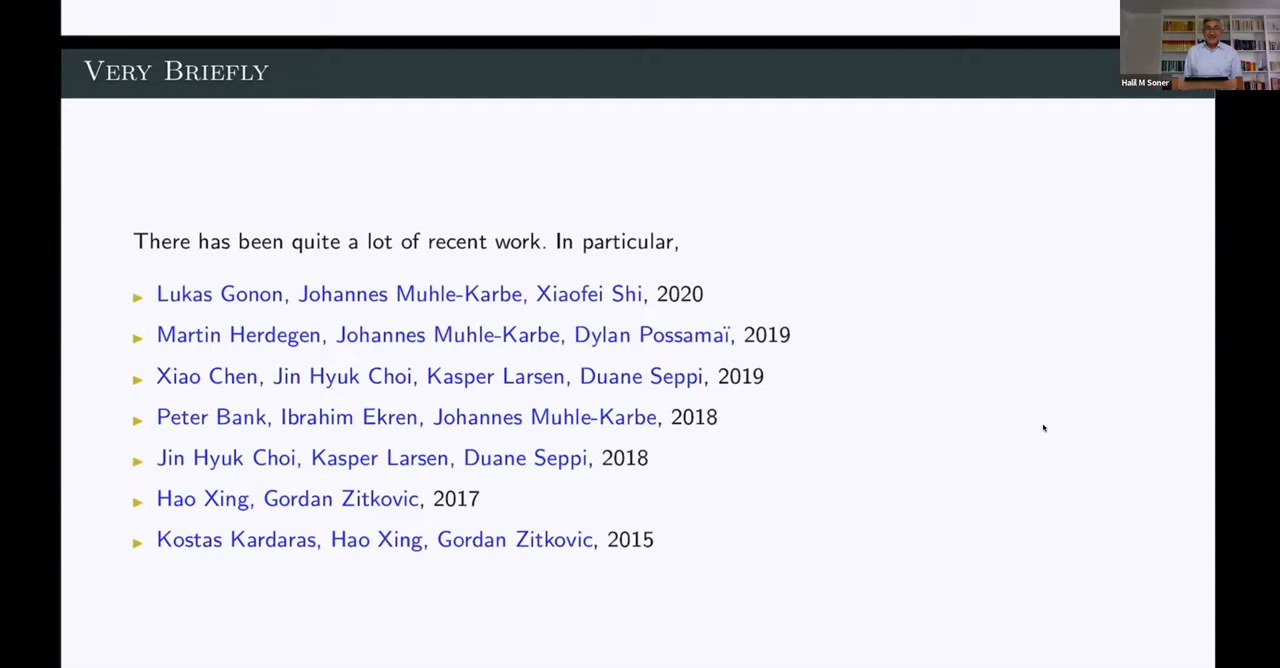 Very Briefly
Halil M Soner
There has been quite a lot of recent work. In particular,
Lukas Gonon, Johannes Muhle-Karbe, Xiaofei Shi, 2020
Martin Herdegen, Johannes Muhle-Karbe, Dylan Possamaï, 2019
Xiao Chen, Jin Hyuk Choi, Kasper Larsen, Duane Seppi, 2019
Peter Bank, Ibrahim Ekren, Johannes Muhle-Karbe, 2018
Jin Hyuk Choi, Kasper Larsen, Duane Seppi, 2018
Hao Xing, Gordan Zitkovic, 2017
Kostas Kardaras, Hao Xing, Gordan Zitkovic, 2015